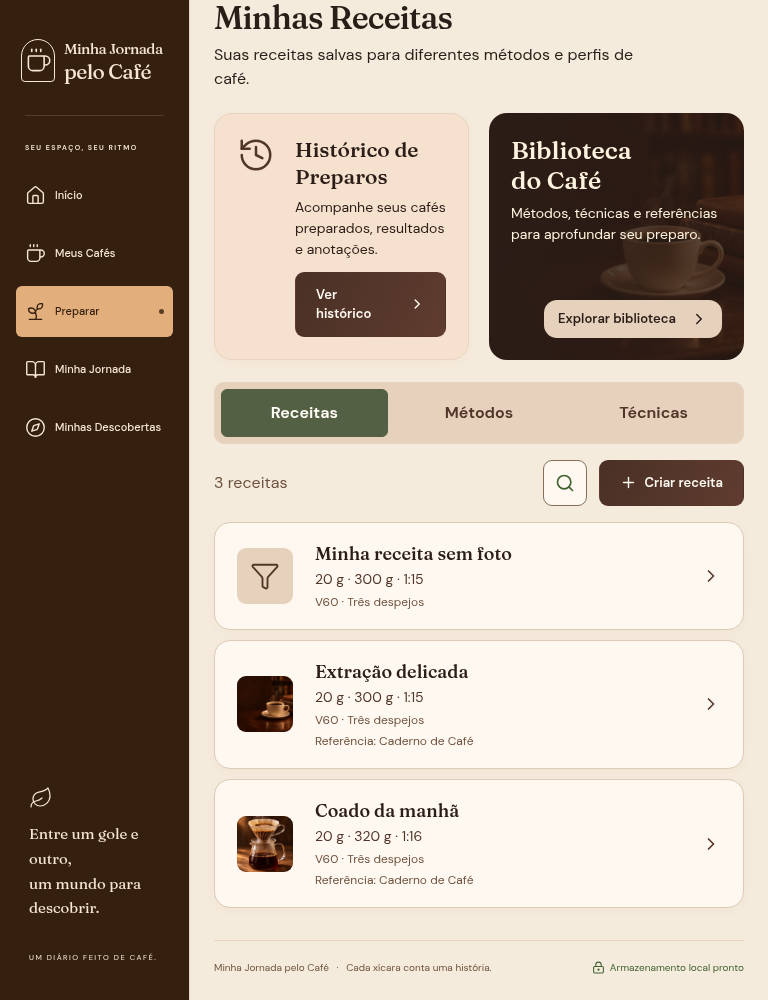 Minha Jornada
pelo Café
SEU ESPAÇO, SEU RITMO
Início
Meus Cafés
Preparar
Minha Jornada
Minhas Descobertas
Entre um gole e
outro,
um mundo para
descobrir.
UM DIÁRIO FEITO DE CAFÉ.
Minhas Receitas
Suas receitas salvas para diferentes métodos e perfis de
café.
Histórico de
Preparos
Acompanhe seus cafés
preparados, resultados
e anotações.
Ver
histórico
Biblioteca
do Café
Métodos, técnicas e referências
para aprofundar seu preparo.
Explorar biblioteca
Receitas
Métodos
Técnicas
3 receitas
Criar receita
Minha receita sem foto
20 g · 300 g · 1:15
V60 · Três despejos
Extração delicada
20 g · 300 g · 1:15
V60 · Três despejos
Referência: Caderno de Café
Coado da manhã
20 g · 320 g · 1:16
V60 · Três despejos
Referência: Caderno de Café
Minha Jornada pelo Café · Cada xícara conta uma história.
Armazenamento local pronto